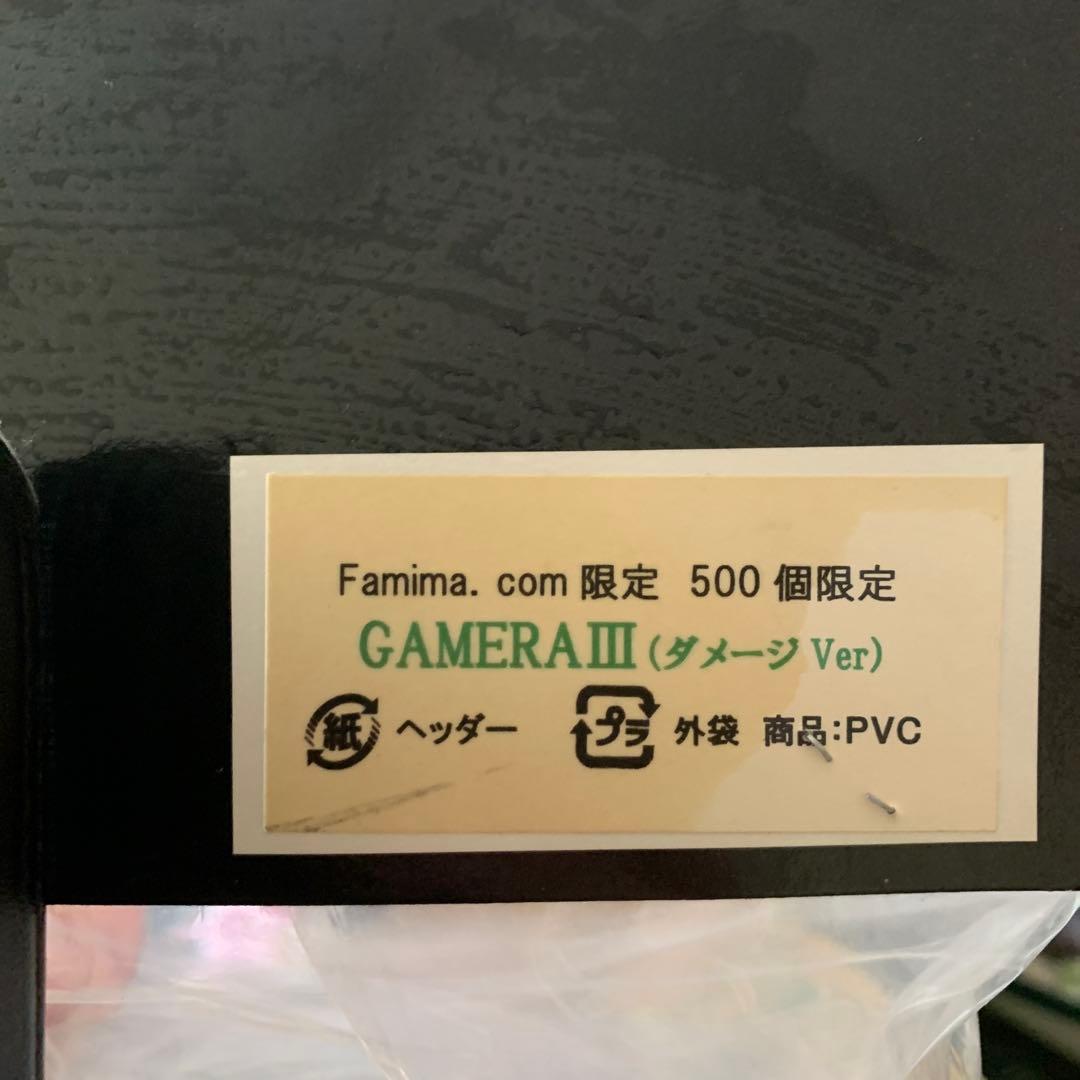 Famima. com 限定 500 個限定
GAMERAⅢ (ダメージ Ver)
紙 ヘッダー プラ 外袋 商品:PVC